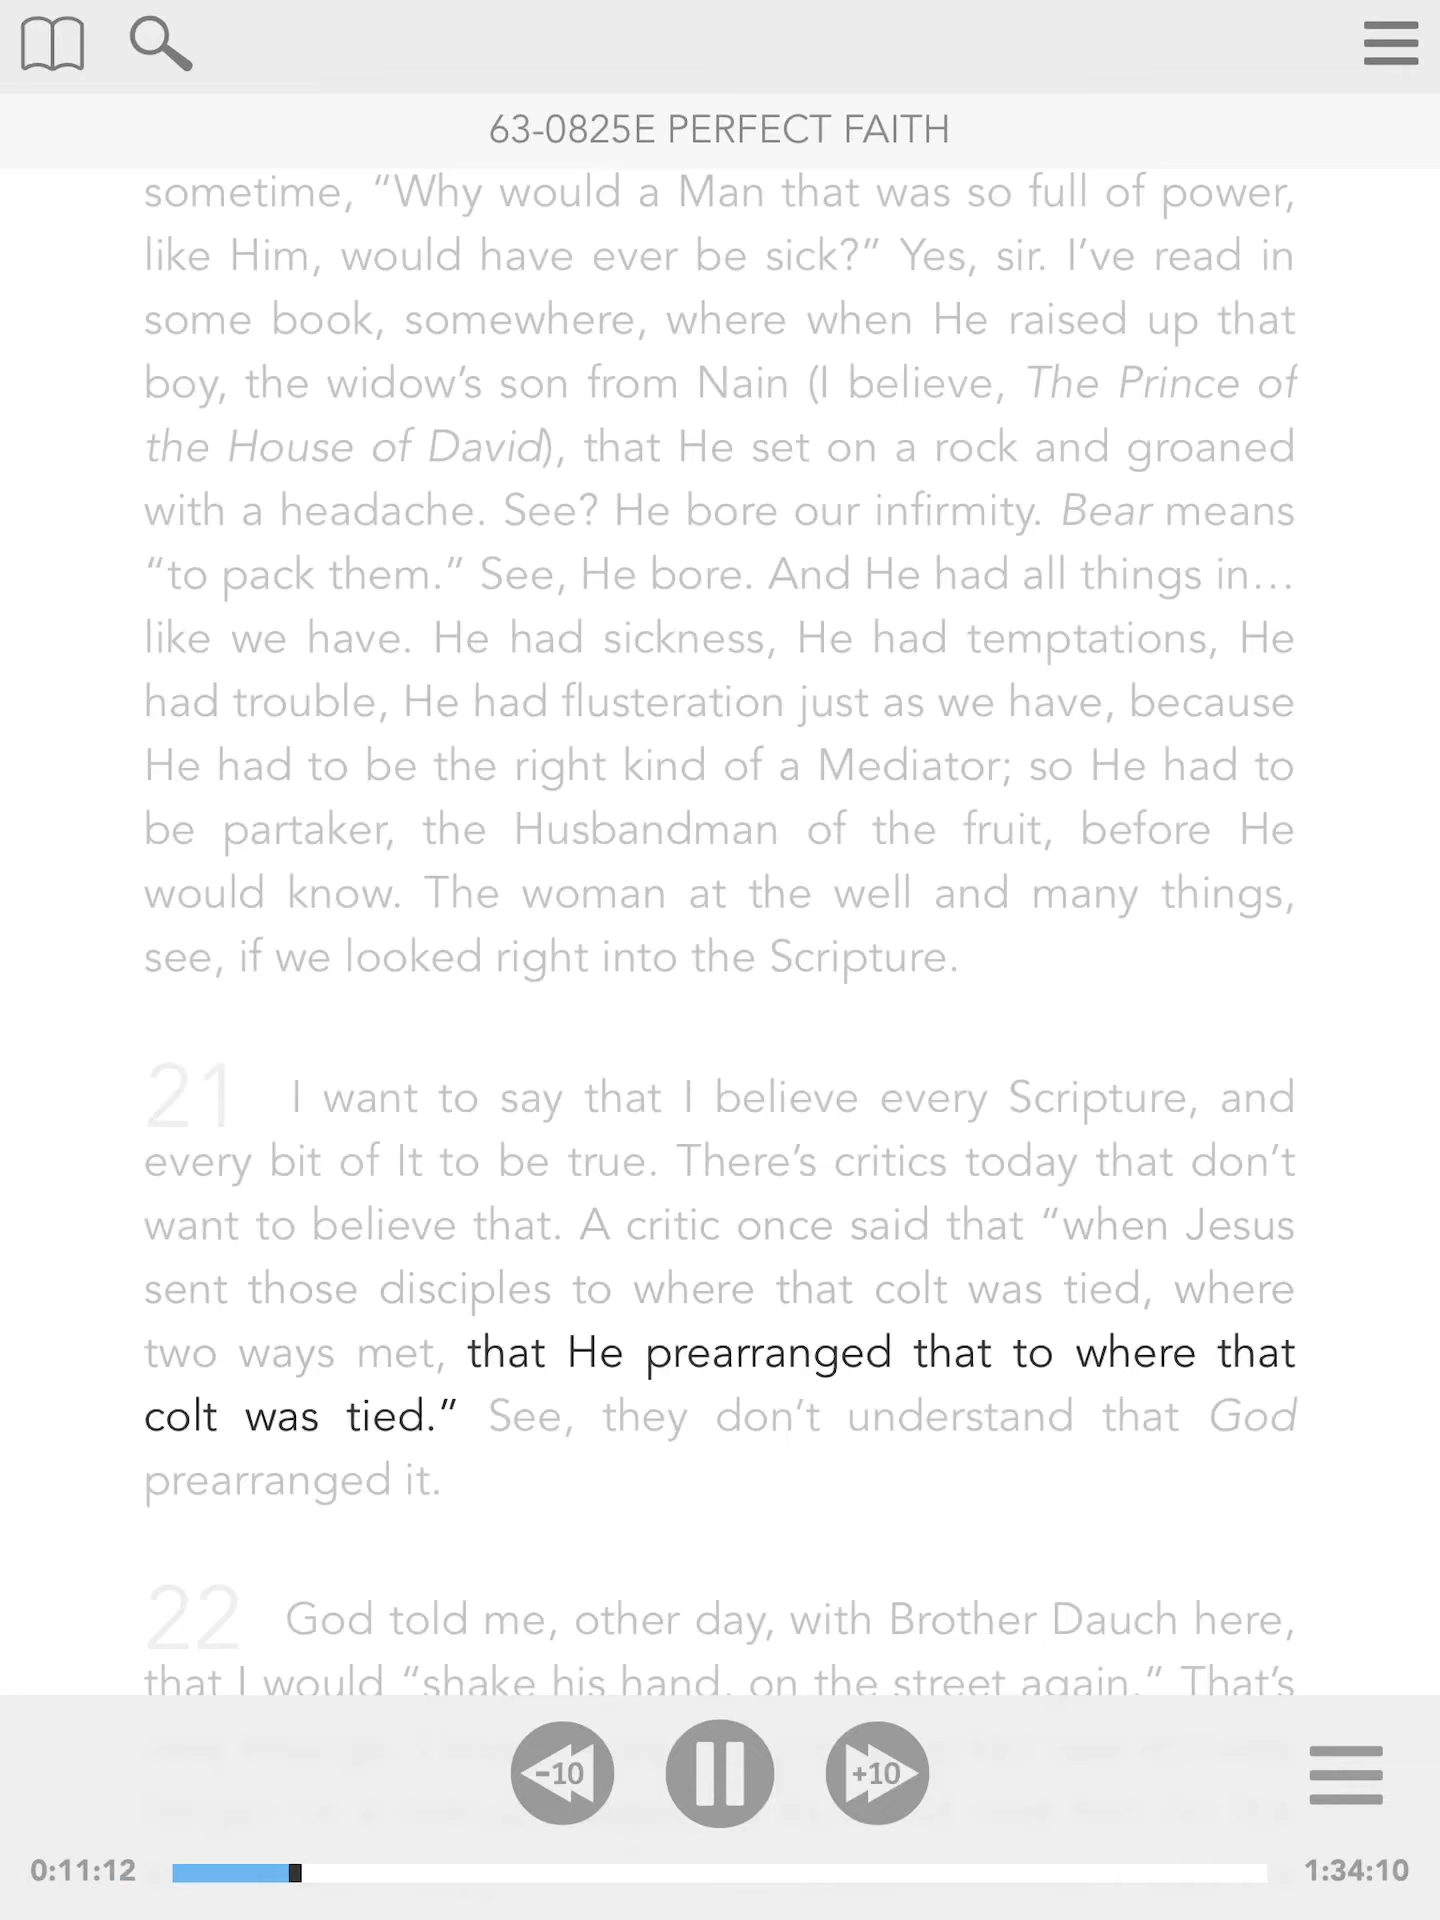 63-0825E PERFECT FAITH
sometime, “Why would a Man that was so full of power,
like Him, would have ever be sick?” Yes, sir. I’ve read in
some book, somewhere, where when He raised up that
boy, the widow’s son from Nain (I believe, The Prince of
the House of David), that He set on a rock and groaned
with a headache. See? He bore our infirmity. Bear means
“to pack them.” See, He bore. And He had all things in…
like we have. He had sickness, He had temptations, He
had trouble, He had flusteration just as we have, because
He had to be the right kind of a Mediator; so He had to
be partaker, the Husbandman of the fruit, before He
would know. The woman at the well and many things,
see, if we looked right into the Scripture.
21 I want to say that I believe every Scripture, and
every bit of It to be true. There’s critics today that don’t
want to believe that. A critic once said that “when Jesus
sent those disciples to where that colt was tied, where
two ways met, that He prearranged that to where that
colt was tied.” See, they don’t understand that God
prearranged it.
22 God told me, other day, with Brother Dauch here,
that I would “shake his hand, on the street again.” That’s
-10 +10
0:11:12 1:34:10